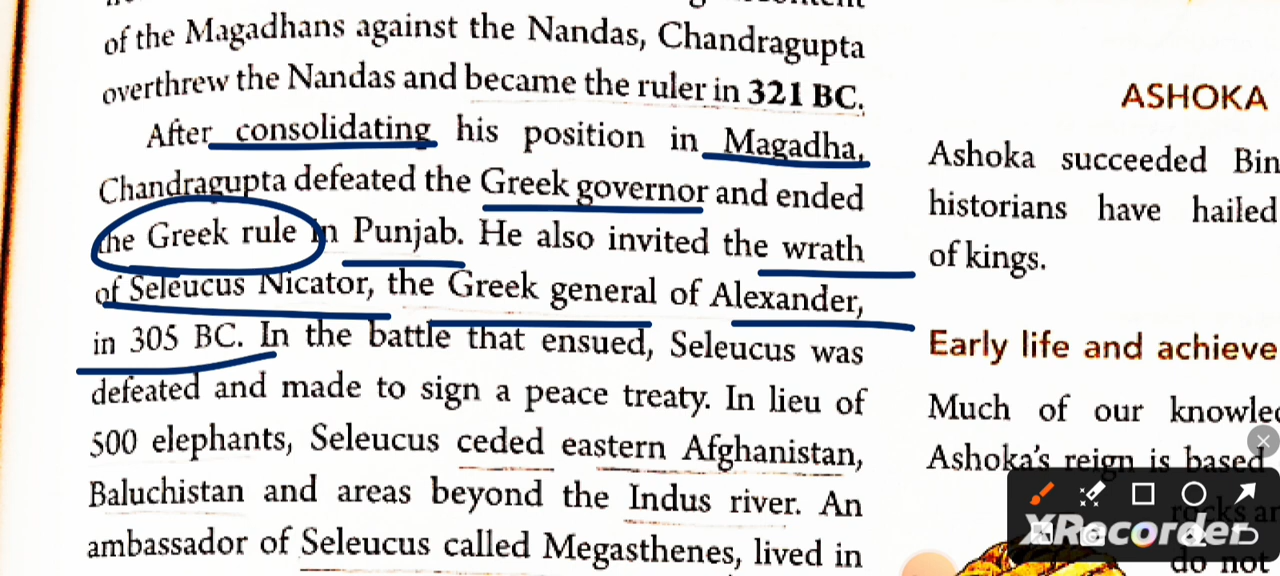 of the Magadhans against the Nandas, Chandragupta
overthrew the Nandas and became the ruler in 321 BC.
After consolidating his position in Magadha,
Chandragupta defeated the Greek governor and ended
the Greek rule in Punjab. He also invited the wrath
of Seleucus Nicator, the Greek general of Alexander,
in 305 BC. In the battle that ensued, Seleucus was
defeated and made to sign a peace treaty. In lieu of
500 elephants, Seleucus ceded eastern Afghanistan,
Baluchistan and areas beyond the Indus river. An
ambassador of Seleucus called Megasthenes, lived in
ASHOKA
Ashoka succeeded Bin
historians have hailed
of kings.
Early life and achieve
Much of our knowled
Ashoka's reign is based
do not
XRecorder